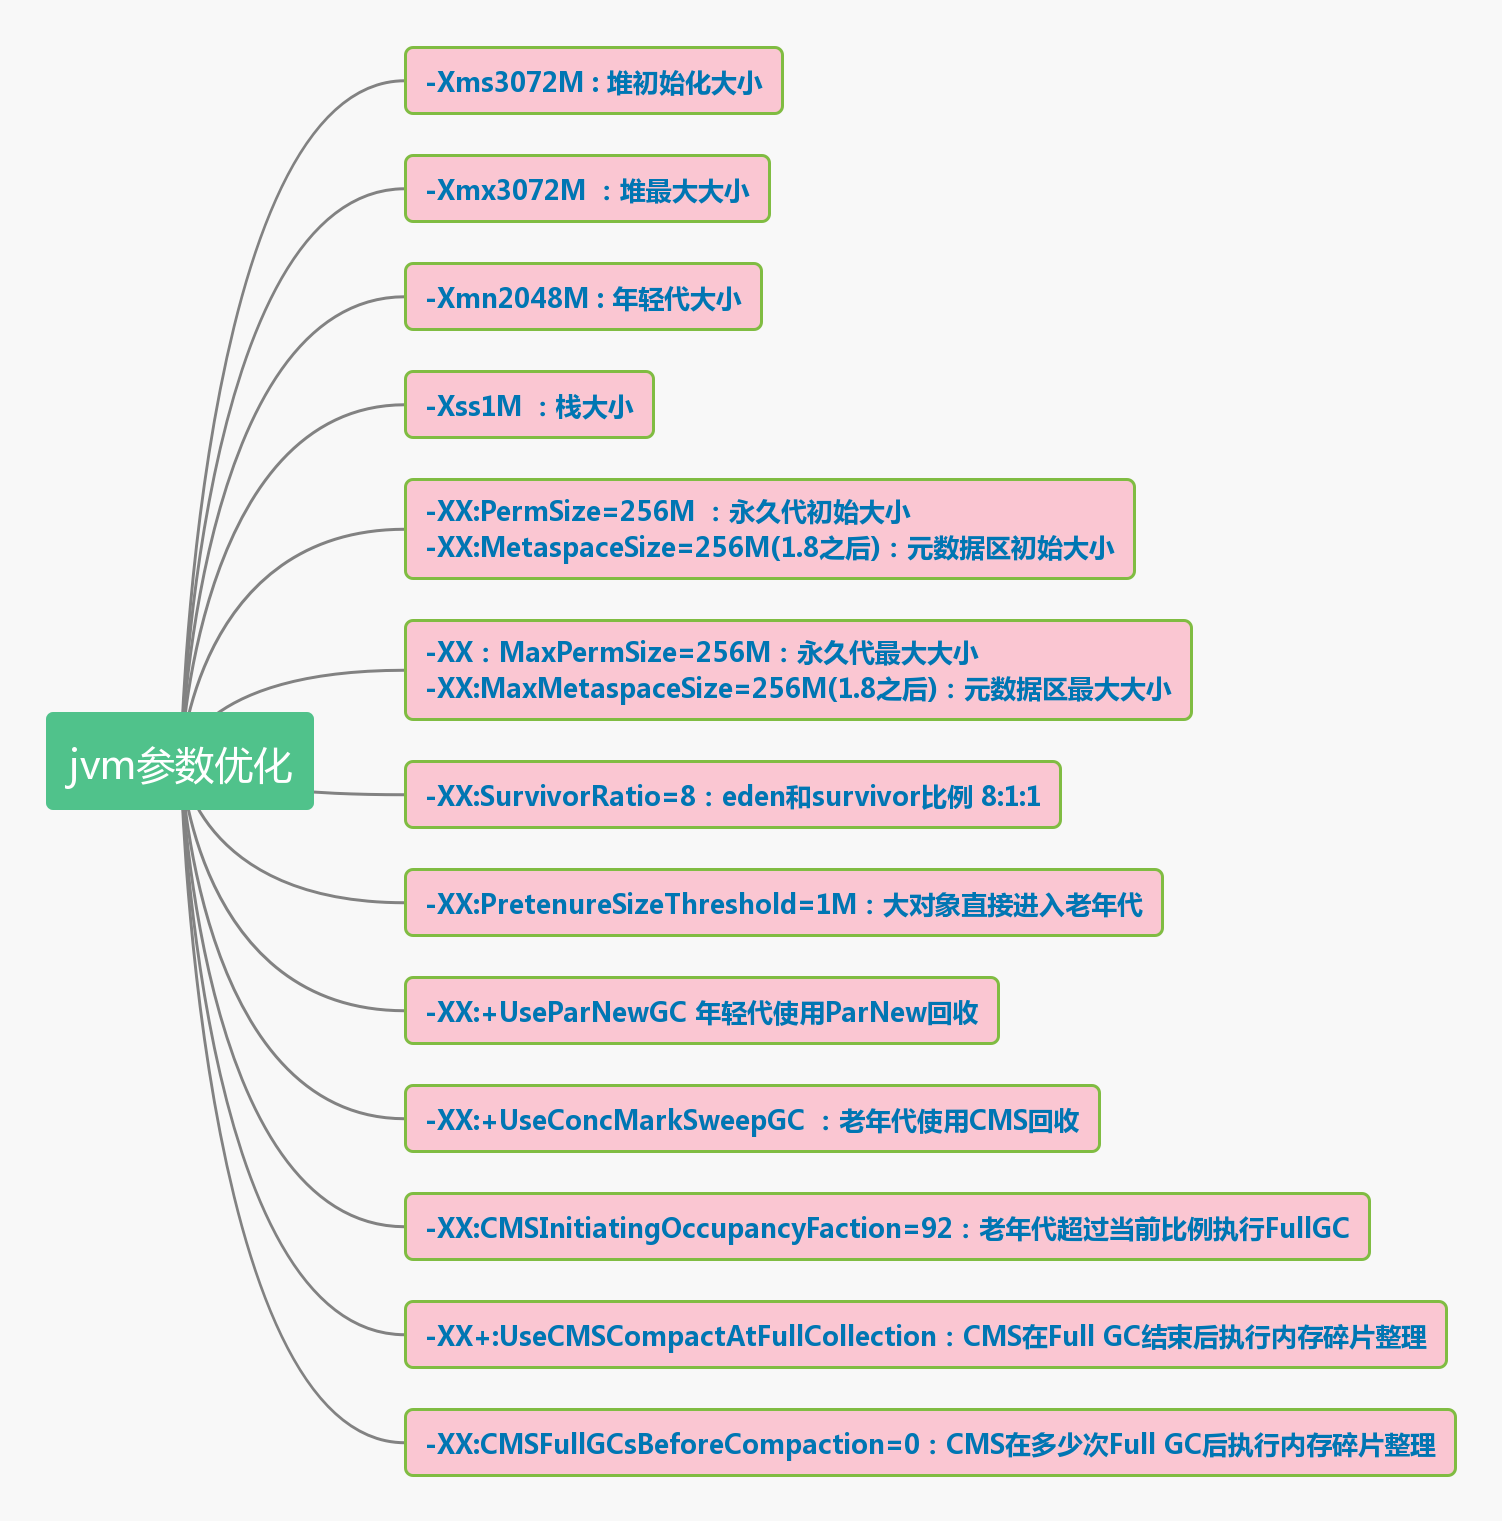 -Xms3072M：堆初始化大小
-Xmx3072M ：堆最大大小
-Xmn2048M：年轻代大小
-Xss1M ：栈大小
-XX:PermSize=256M ：永久代初始大小
-XX:MetaspaceSize=256M(1.8之后)：元数据区初始大小
-XX：MaxPermSize=256M：永久代最大大小
-XX:MaxMetaspaceSize=256M(1.8之后)：元数据区最大大小
jvm参数优化
-XX:SurvivorRatio=8：eden和survivor比例 8:1:1
-XX:PretenureSizeThreshold=1M：大对象直接进入老年代
-XX:+UseParNewGC 年轻代使用ParNew回收
-XX:+UseConcMarkSweepGC ：老年代使用CMS回收
-XX:CMSInitiatingOccupancyFaction=92：老年代超过当前比例执行FullGC
-XX+:UseCMSCompactAtFullCollection：CMS在Full GC结束后执行内存碎片整理
-XX:CMSFullGCsBeforeCompaction=0：CMS在多少次Full GC后执行内存碎片整理